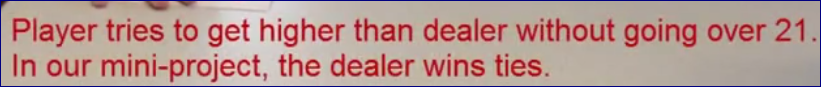 Player tries to get higher than dealer without going over 21.
In our mini-project, the dealer wins ties.